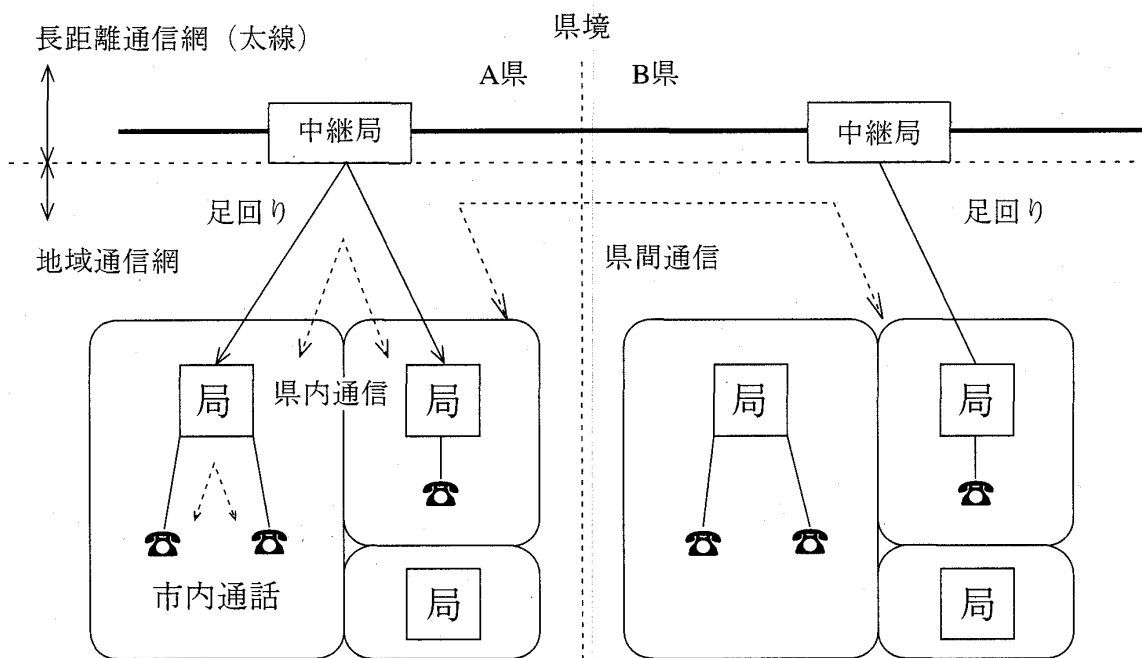 県境
長距離通信網（太線）
A県
B県
中継局
中継局
足回り
足回り
地域通信網
県間通信
局
県内通信
局
局
局
市内通話
局
局